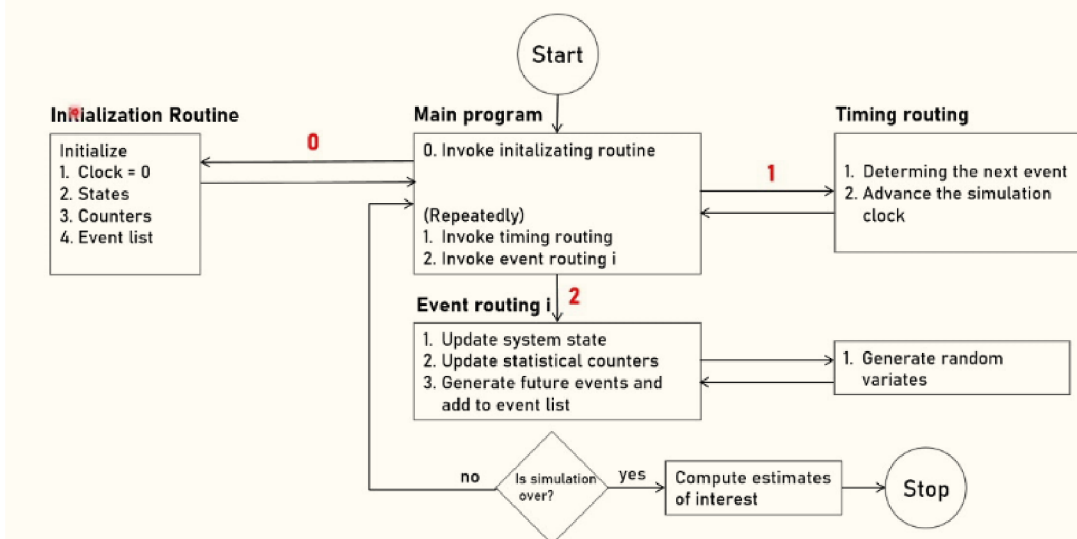 Start
Initialization Routine
Initialize
1. Clock = 0
2. States
3. Counters
4. Event list
0
Main program
0. Invoke initalizating routine
(Repeatedly)
1. Invoke timing routing
2. Invoke event routing i
1
Timing routing
1. Determing the next event
2. Advance the simulation
clock
2
Event routing i
1. Update system state
2. Update statistical counters
3. Generate future events and
add to event list
1. Generate random
variates
no
Is simulation
over?
yes
Compute estimates
of interest
Stop